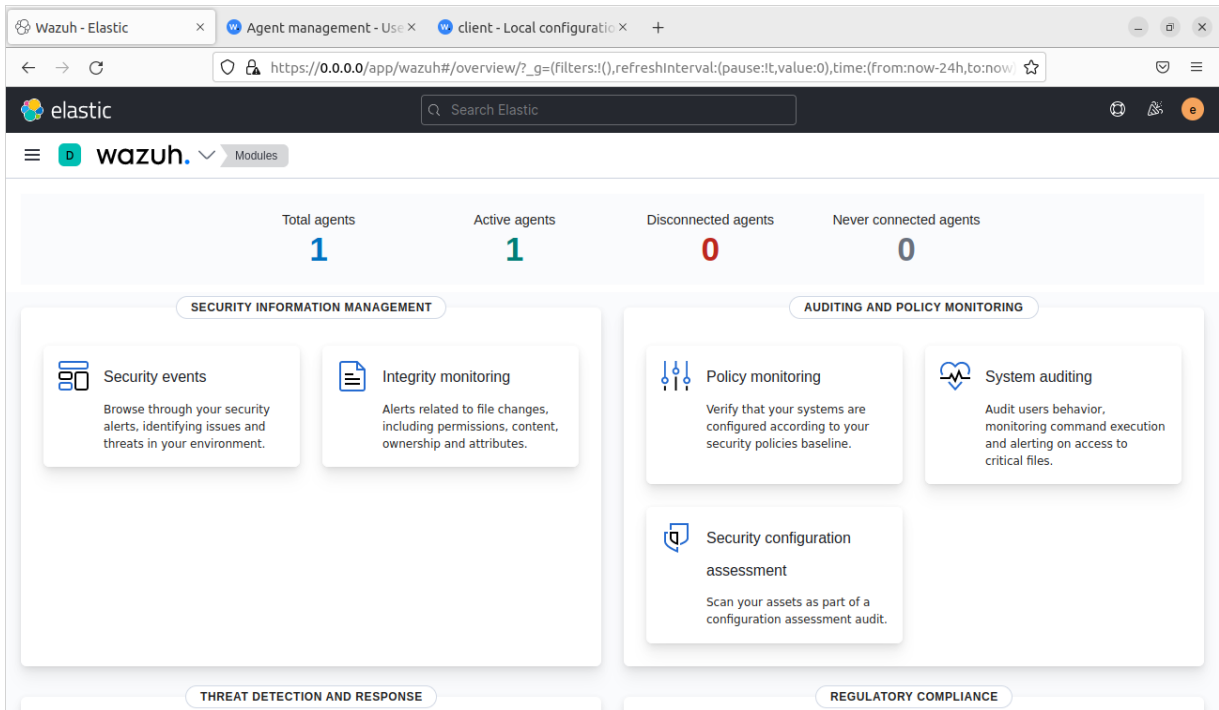 Wazuh - Elastic
Agent management - Use
client - Local configuratio
https://0.0.0.0/app/wazuh#/overview/?_g=(filters:!(),refreshInterval:(pause:!t,value:0),time:(from:now-24h,to:now)
elastic
Search Elastic
e
D
wazuh.
Modules
Total agents
Active agents
Disconnected agents
Never connected agents
1
1
0
0
SECURITY INFORMATION MANAGEMENT
AUDITING AND POLICY MONITORING
Security events
Browse through your security
alerts, identifying issues and
threats in your environment.
Integrity monitoring
Alerts related to file changes,
including permissions, content,
ownership and attributes.
Policy monitoring
Verify that your systems are
configured according to your
security policies baseline.
System auditing
Audit users behavior,
monitoring command execution
and alerting on access to
critical files.
Security configuration
assessment
Scan your assets as part of a
configuration assessment audit.
THREAT DETECTION AND RESPONSE
REGULATORY COMPLIANCE